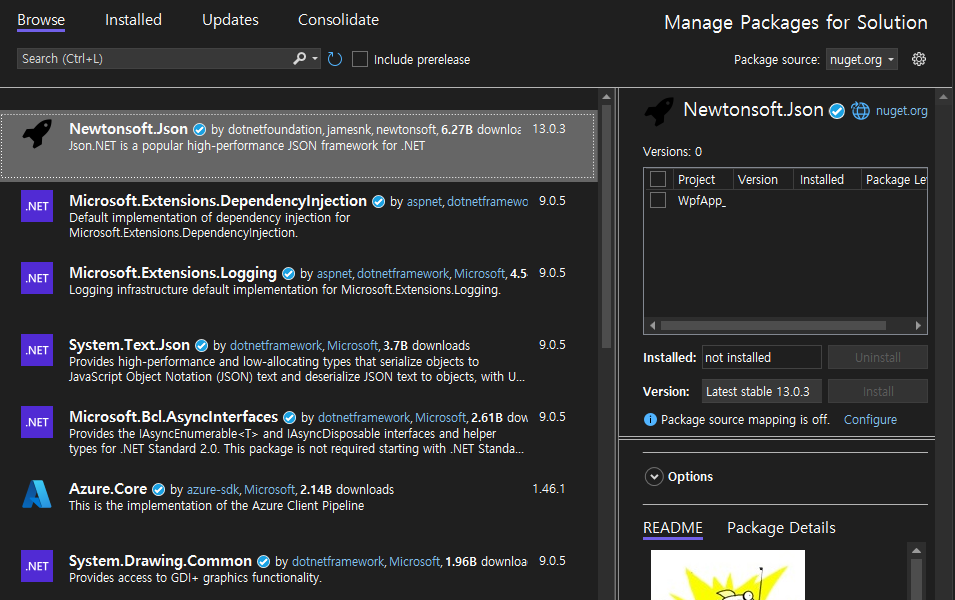 Browse Installed Updates Consolidate
Manage Packages for Solution
Search (Ctrl+L) Include prerelease
Package source: nuget.org
Newtonsoft.Json by dotnetfoundation, jamesnk, newtonsoft, 6.27B downloa 13.0.3
Json.NET is a popular high-performance JSON framework for .NET
.NET Microsoft.Extensions.DependencyInjection by aspnet, dotnetframewo 9.0.5
Default implementation of dependency injection for
Microsoft.Extensions.DependencyInjection.
.NET Microsoft.Extensions.Logging by aspnet, dotnetframework, Microsoft, 4.5 9.0.5
Logging infrastructure default implementation for Microsoft.Extensions.Logging.
.NET System.Text.Json by dotnetframework, Microsoft, 3.7B downloads 9.0.5
Provides high-performance and low-allocating types that serialize objects to
JavaScript Object Notation (JSON) text and deserialize JSON text to objects, with U...
.NET Microsoft.Bcl.AsyncInterfaces by dotnetframework, Microsoft, 2.61B dow 9.0.5
Provides the IAsyncEnumerable<T> and IAsyncDisposable interfaces and helper
types for .NET Standard 2.0. This package is not required starting with .NET Standa...
Azure.Core by azure-sdk, Microsoft, 2.14B downloads 1.46.1
This is the implementation of the Azure Client Pipeline
.NET System.Drawing.Common by dotnetframework, Microsoft, 1.96B downloa 9.0.5
Provides access to GDI+ graphics functionality.
Newtonsoft.Json nuget.org
Versions: 0
Project Version Installed Package Le
WpfApp_
Installed: not installed Uninstall
Version: Latest stable 13.0.3 Install
Package source mapping is off. Configure
Options
README Package Details